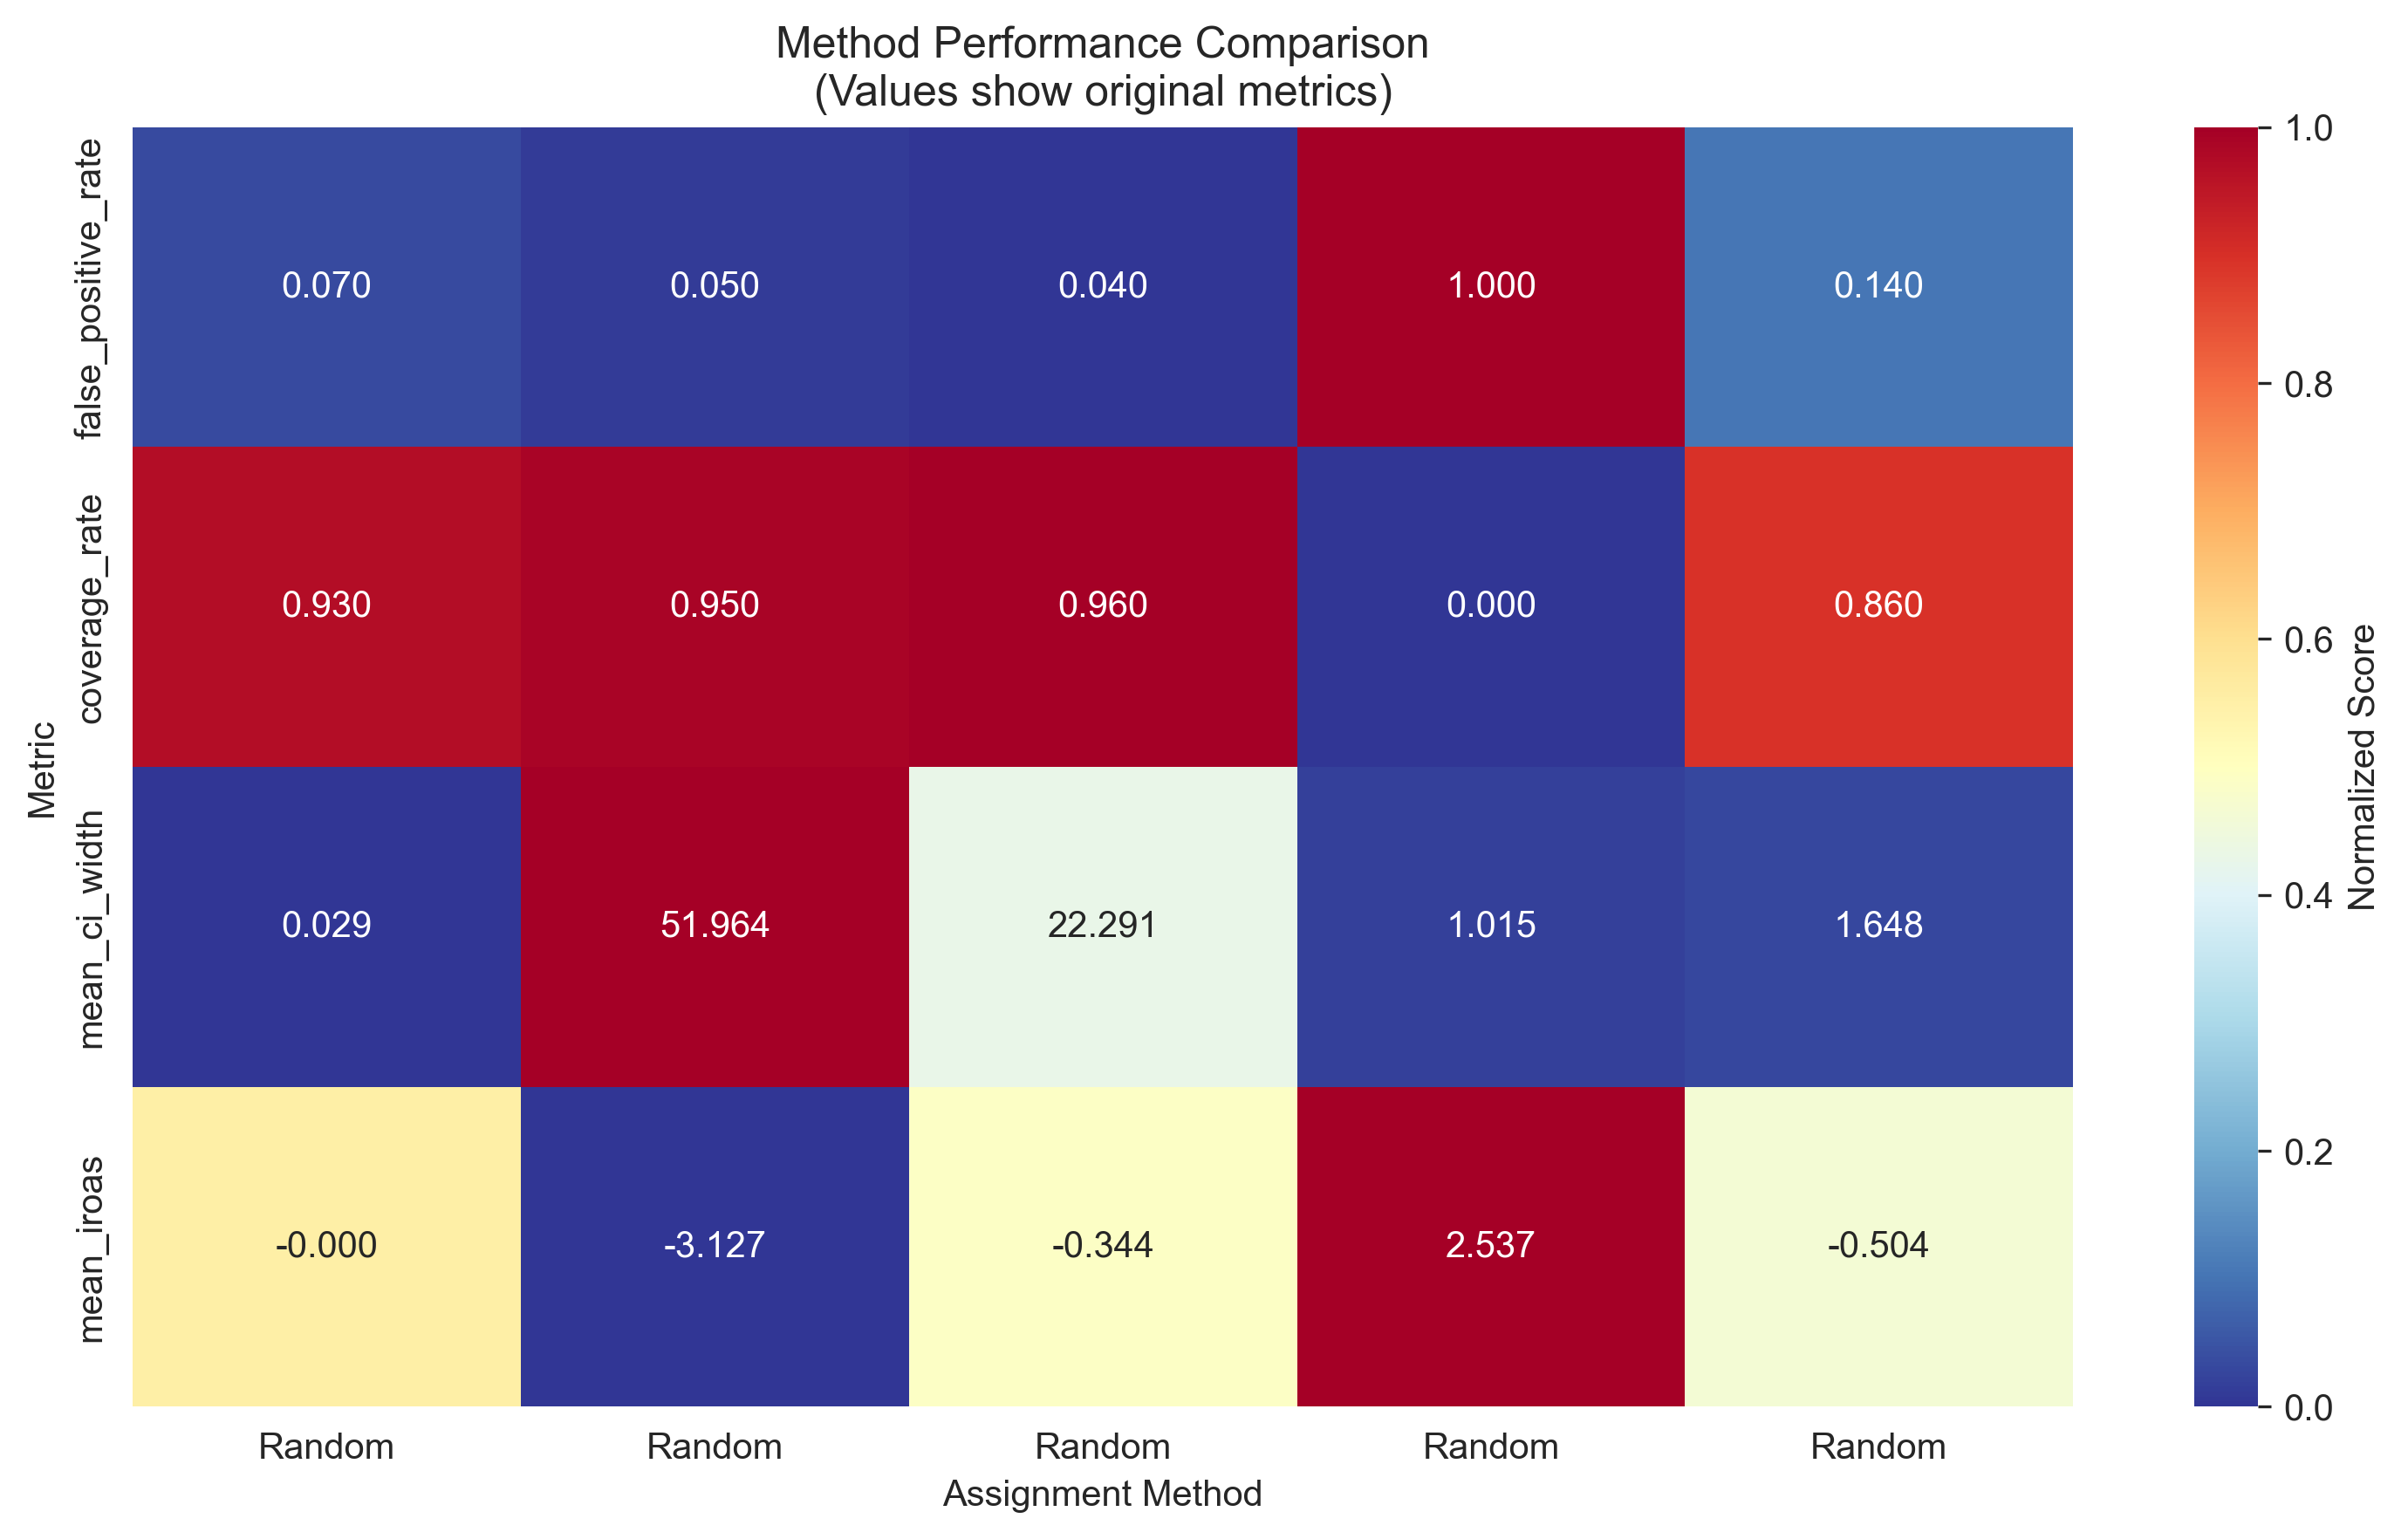 Method Performance Comparison
(Values show original metrics)
Metric
false_positive_rate
0.070 0.050 0.040 1.000 0.140
coverage_rate
0.930 0.950 0.960 0.000 0.860
mean_ci_width
0.029 51.964 22.291 1.015 1.648
mean_iroas
-0.000 -3.127 -0.344 2.537 -0.504
Random Random Random Random Random
Assignment Method
1.0
0.8
0.6
0.4
0.2
0.0
Normalized Score